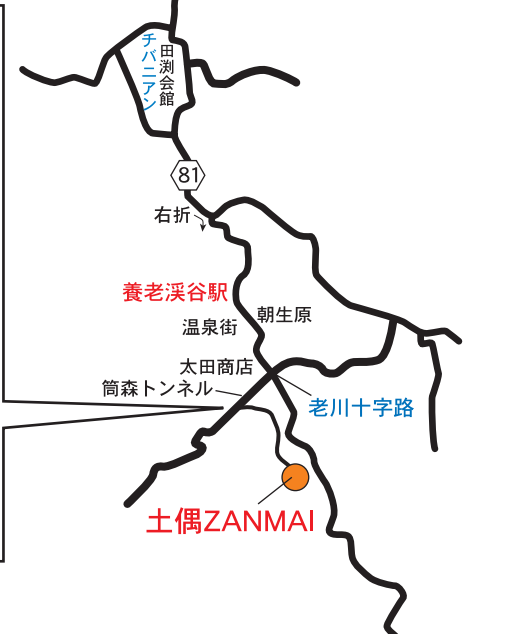 チバニアン
田渕会館
81
右折
養老渓谷駅
朝生原
温泉街
太田商店
筒森トンネル
老川十字路
土偶ZANMAI